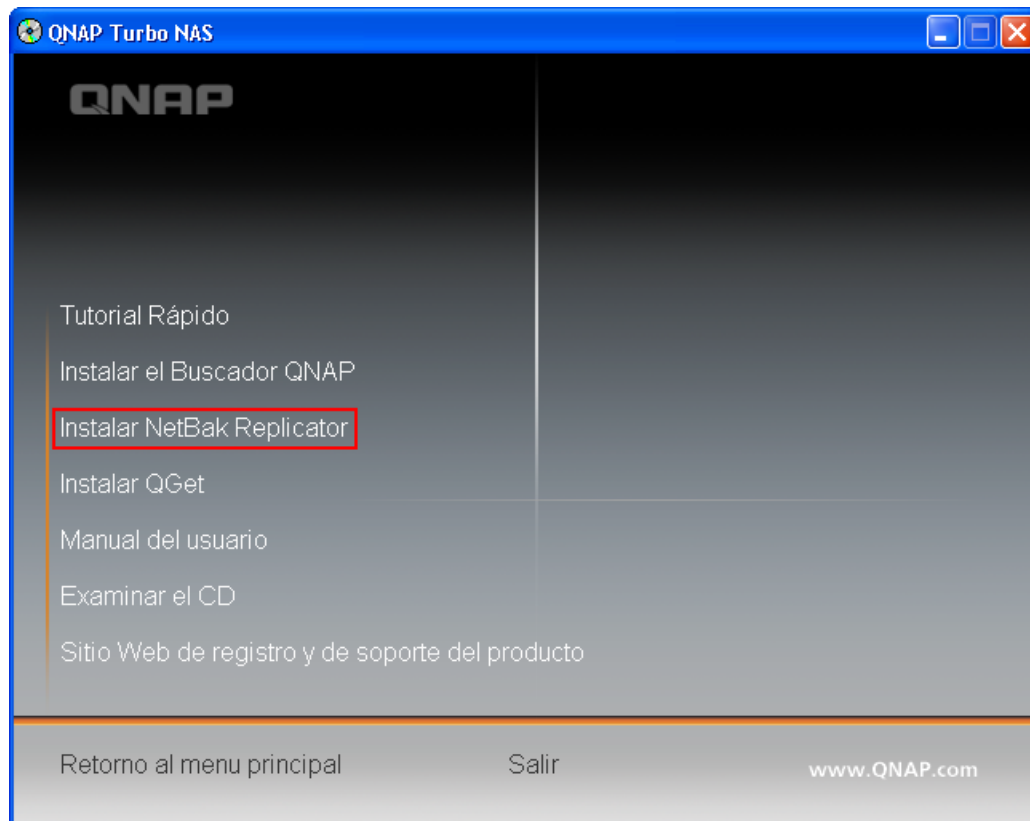 QNAP Turbo NAS
QNAP
Tutorial Rápido
Instalar el Buscador QNAP
Instalar NetBak Replicator
Instalar QGet
Manual del usuario
Examinar el CD
Sitio Web de registro y de soporte del producto
Retorno al menu principal
Salir
www.QNAP.com